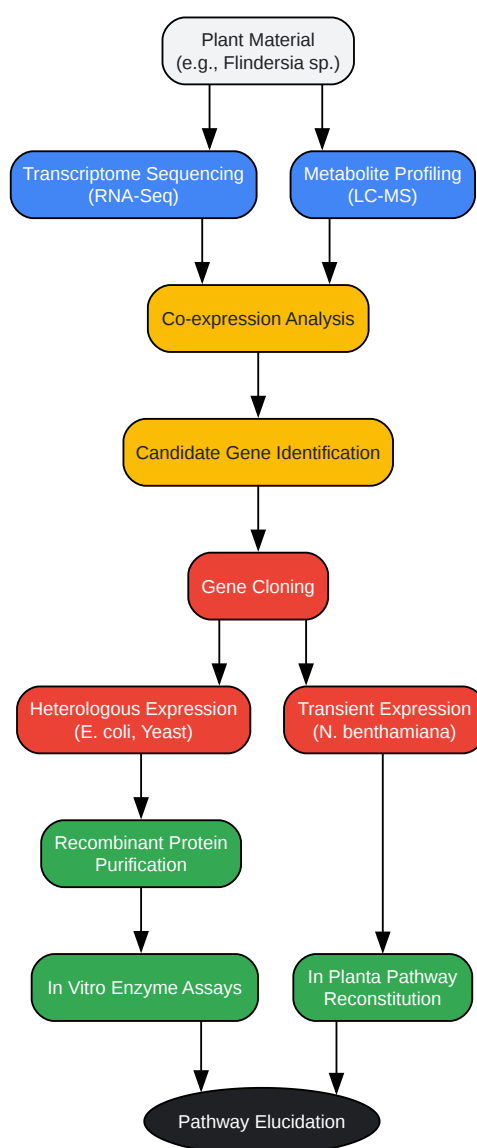 Plant Material
(e.g., Flindersia sp.)
Transcriptome Sequencing
(RNA-Seq)
Metabolite Profiling
(LC-MS)
Co-expression Analysis
Candidate Gene Identification
Gene Cloning
Heterologous Expression
(E. coli, Yeast)
Transient Expression
(N. benthamiana)
Recombinant Protein
Purification
In Vitro Enzyme Assays
In Planta Pathway
Reconstitution
Pathway Elucidation